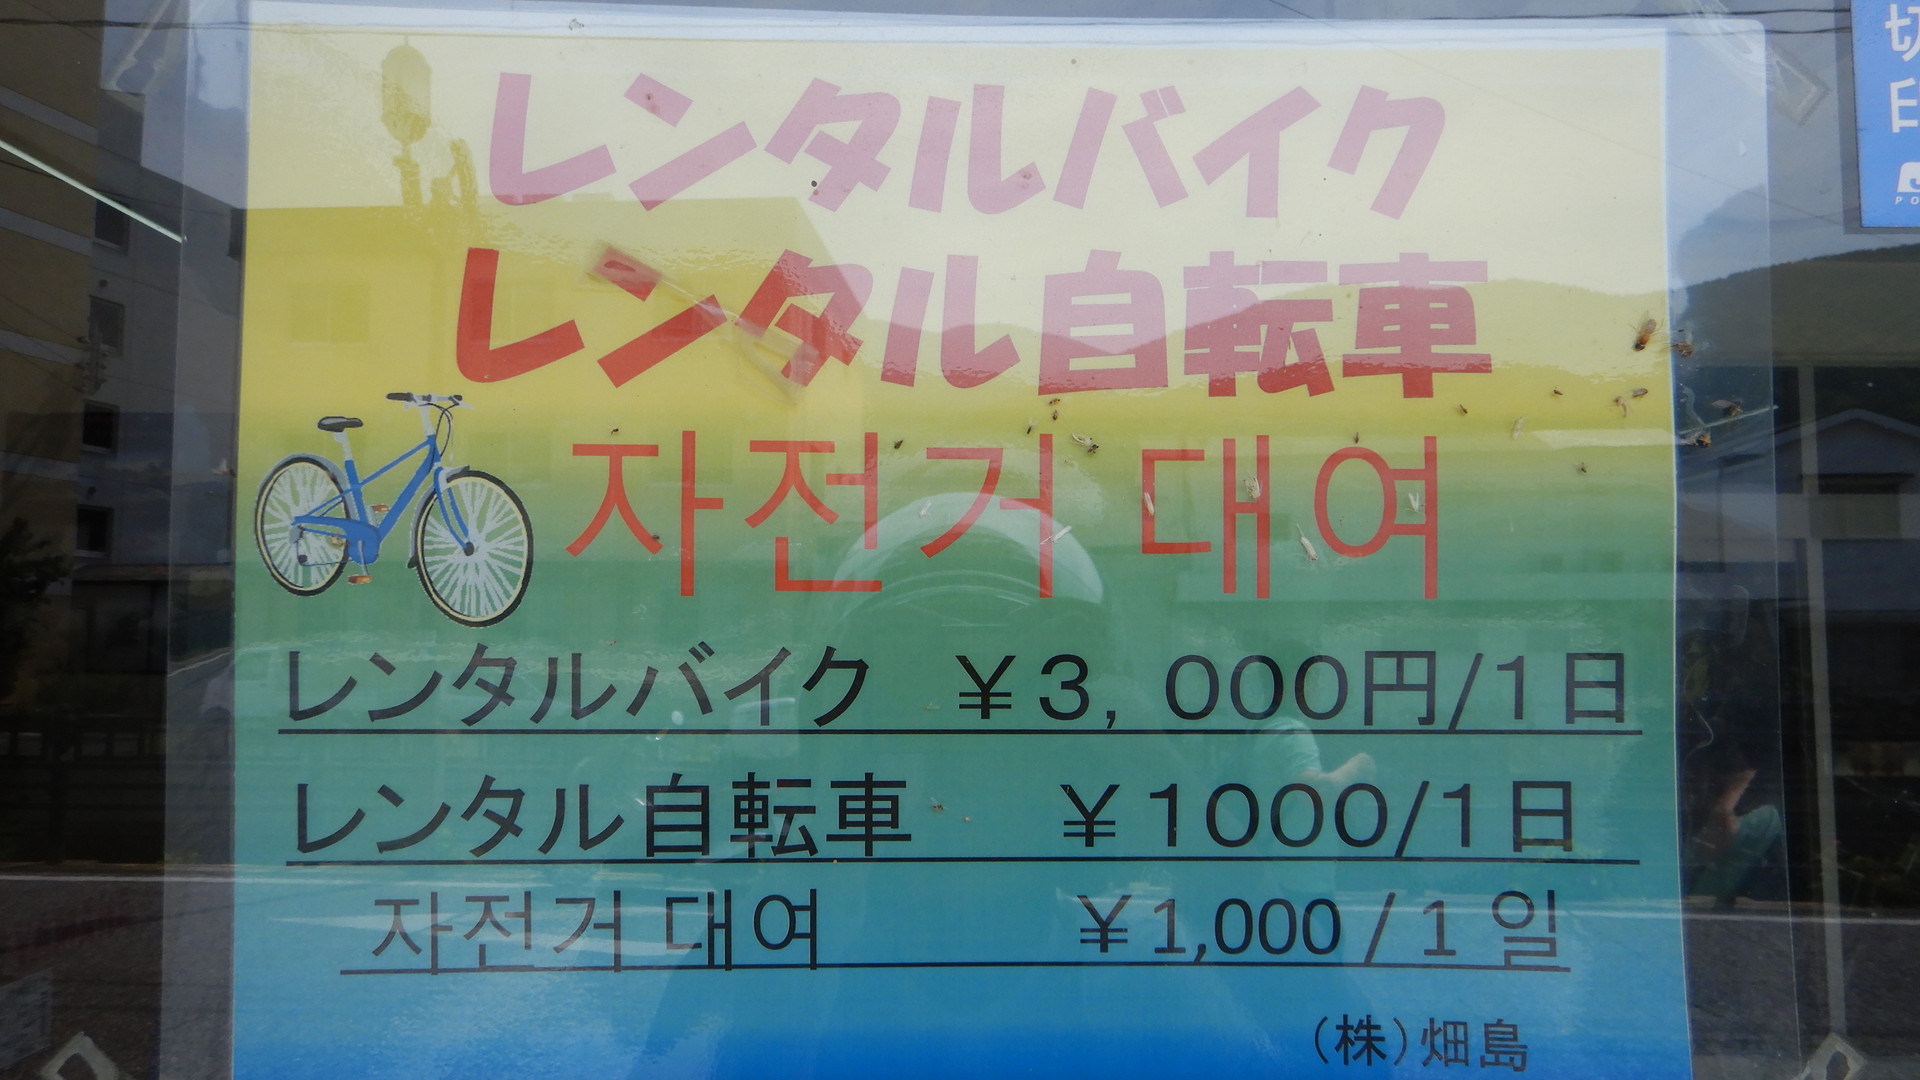 レンタルバイク
レンタル自転車
자전거 대여
レンタルバイク ￥3,000円/1日
レンタル自転車 ￥1000/1日
자전거 대여 ￥1,000 / 1 일
(株)畑島
切